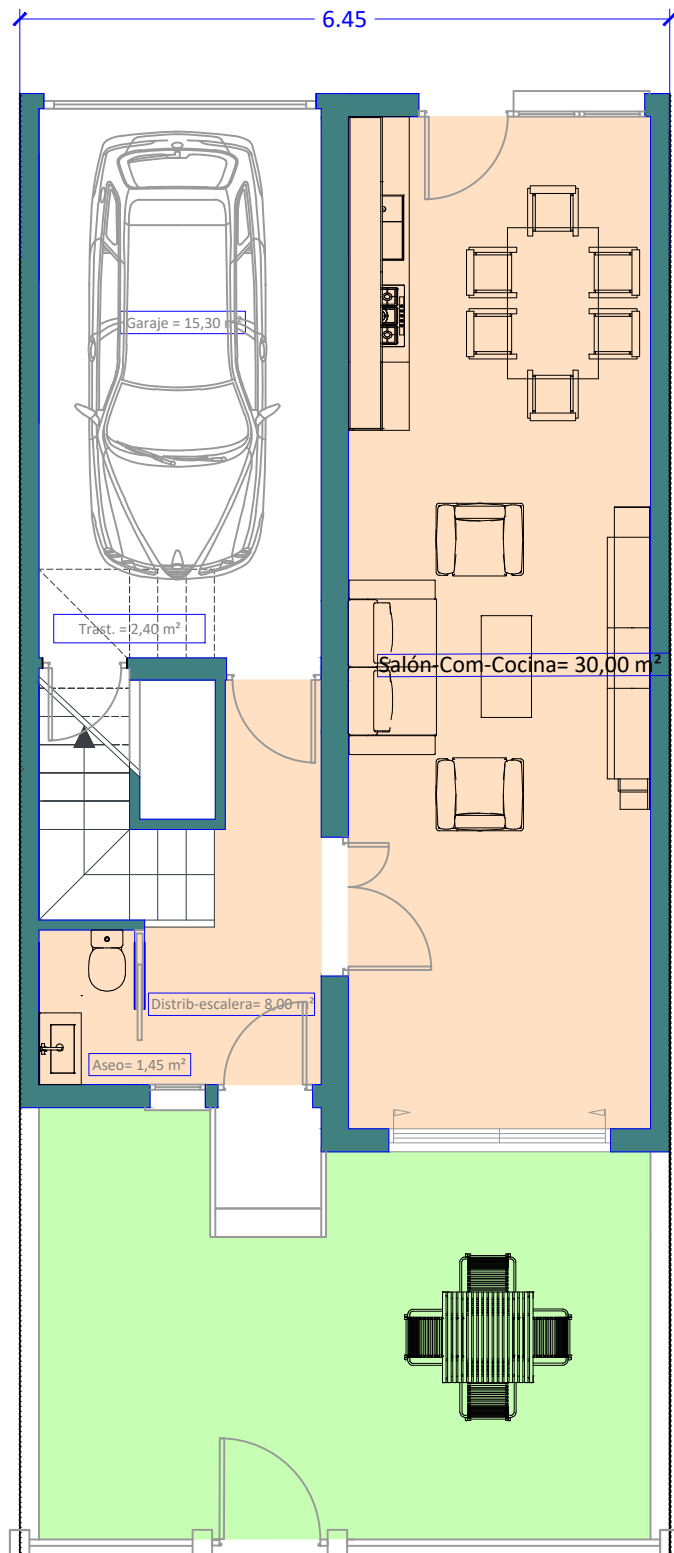 6.45
Garaje = 15,30 m²
Trast. = 2,40 m²
Salón-Com-Cocina= 30,00 m²
Distrib-escalera= 8,00 m²
Aseo= 1,45 m²